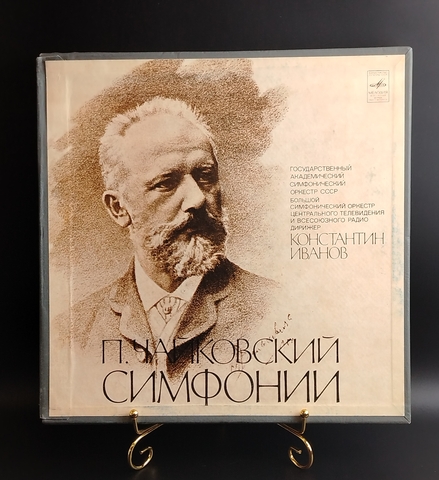 ГОСУДАРСТВЕННЫЙ
АКАДЕМИЧЕСКИЙ
СИМФОНИЧЕСКИЙ
ОРКЕСТР СССР
БОЛЬШОЙ
СИМФОНИЧЕСКИЙ ОРКЕСТР
ЦЕНТРАЛЬНОГО ТЕЛЕВИДЕНИЯ
И ВСЕСОЮЗНОГО РАДИО
ДИРИЖЕР
КОНСТАНТИН
ИВАНОВ
П. ЧАЙКОВСКИЙ
СИМФОНИИ